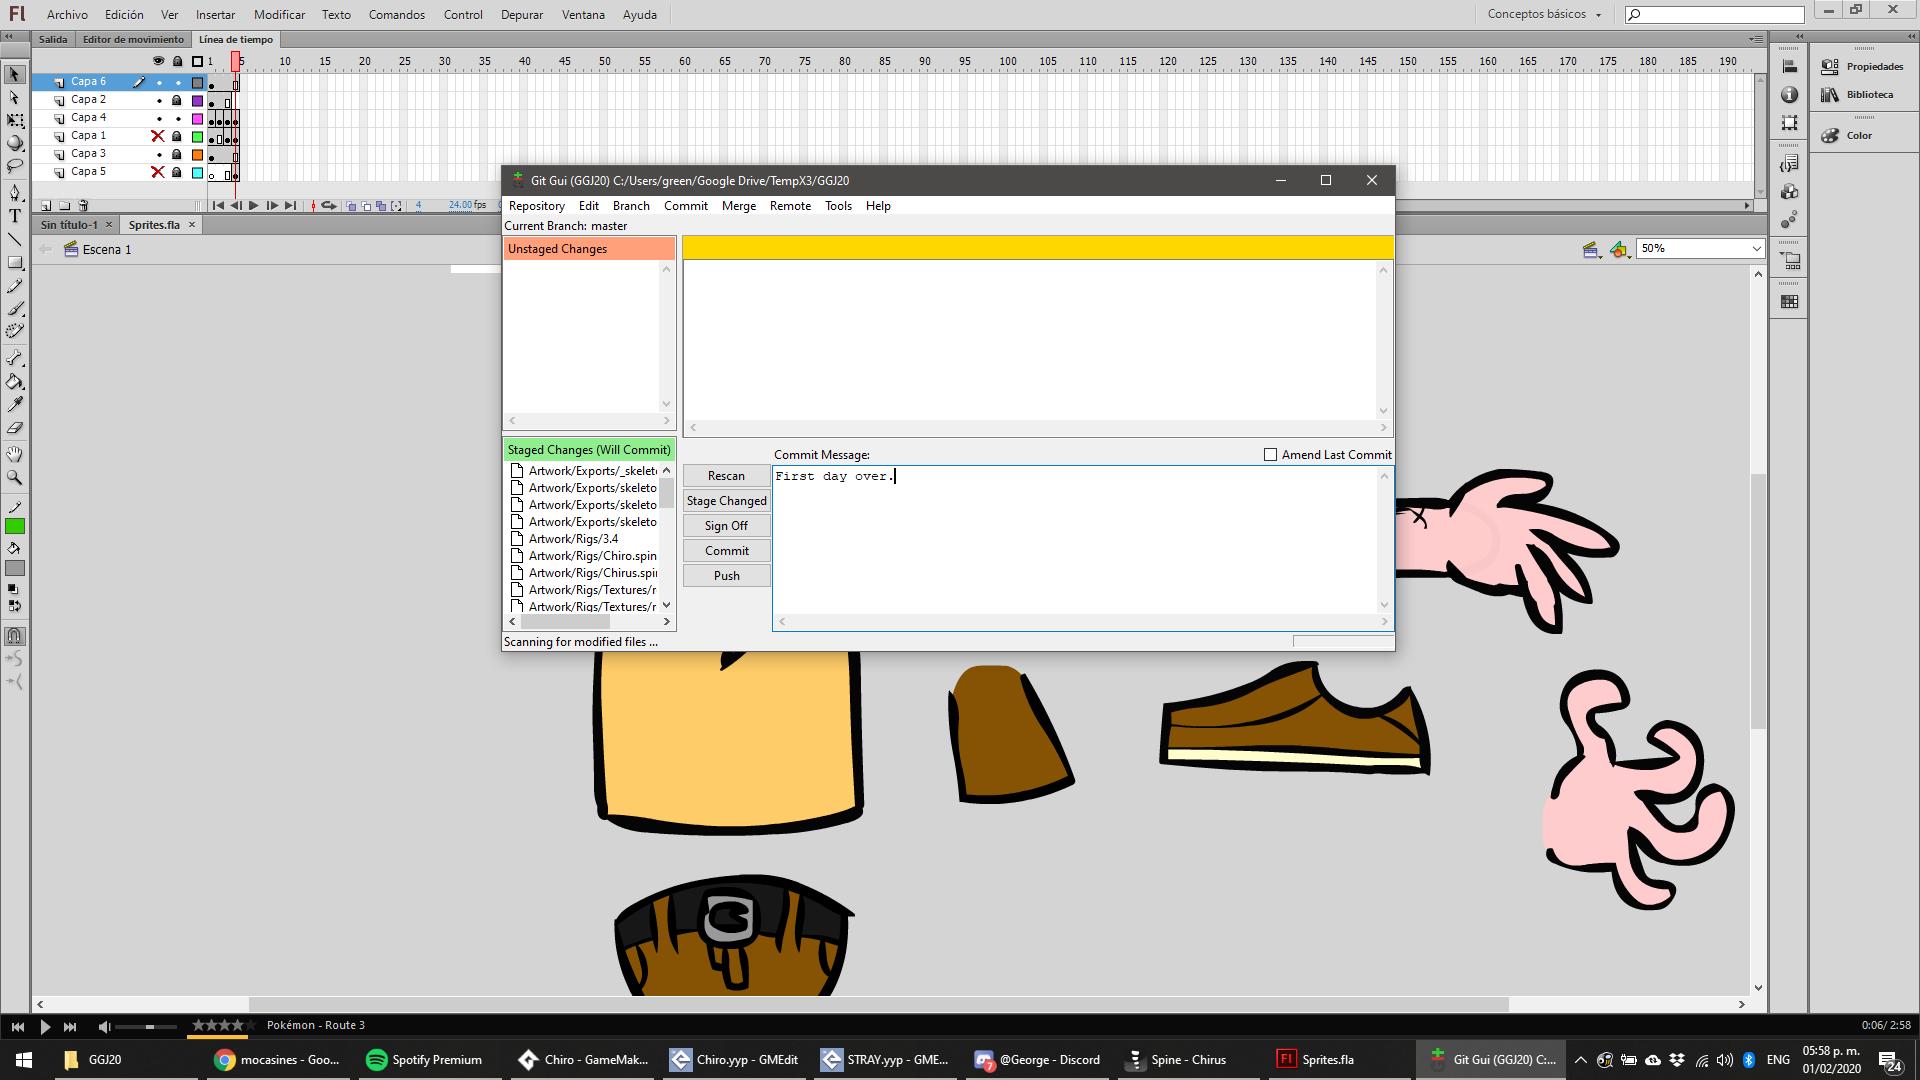 Fl Archivo Edición Ver Insertar Modificar Texto Comandos Control Depurar Ventana Ayuda Conceptos básicos
Salida Editor de movimiento Línea de tiempo
1 5 10 15 20 25 30 35 40 45 50 55 60 65 70 75 80 85 90 95 100 105 110 115 120 125 130 135 140 145 150 155 160 165 170 175 180 185 190
Capa 6
Capa 2
Capa 4
Capa 1
Capa 3
Capa 5
4 24.00 fps
Sin título-1 × Sprites.fla ×
Escena 1
50%
Propiedades
Biblioteca
Color
Git Gui (GGJ20) C:/Users/green/Google Drive/TempX3/GGJ20
Repository Edit Branch Commit Merge Remote Tools Help
Current Branch: master
Unstaged Changes
Staged Changes (Will Commit)
Artwork/Exports/_skelet
Artwork/Exports/skeleto
Artwork/Exports/skeleto
Artwork/Exports/skeleto
Artwork/Rigs/3.4
Artwork/Rigs/Chiro.spin
Artwork/Rigs/Chirus.spi
Artwork/Rigs/Textures/r
Artwork/Rigs/Textures/r
Rescan
Stage Changed
Sign Off
Commit
Push
Commit Message: Amend Last Commit
First day over.
Scanning for modified files ...
Pokémon - Route 3 0:06/ 2:58
GGJ20 mocasines - Goo... Spotify Premium Chiro - GameMak... Chiro.yyp - GMEdit STRAY.yyp - GME... 7 @George - Discord Spine - Chirus Fl Sprites.fla Git Gui (GGJ20) C:... ENG 05:58 p. m.
01/02/2020 24